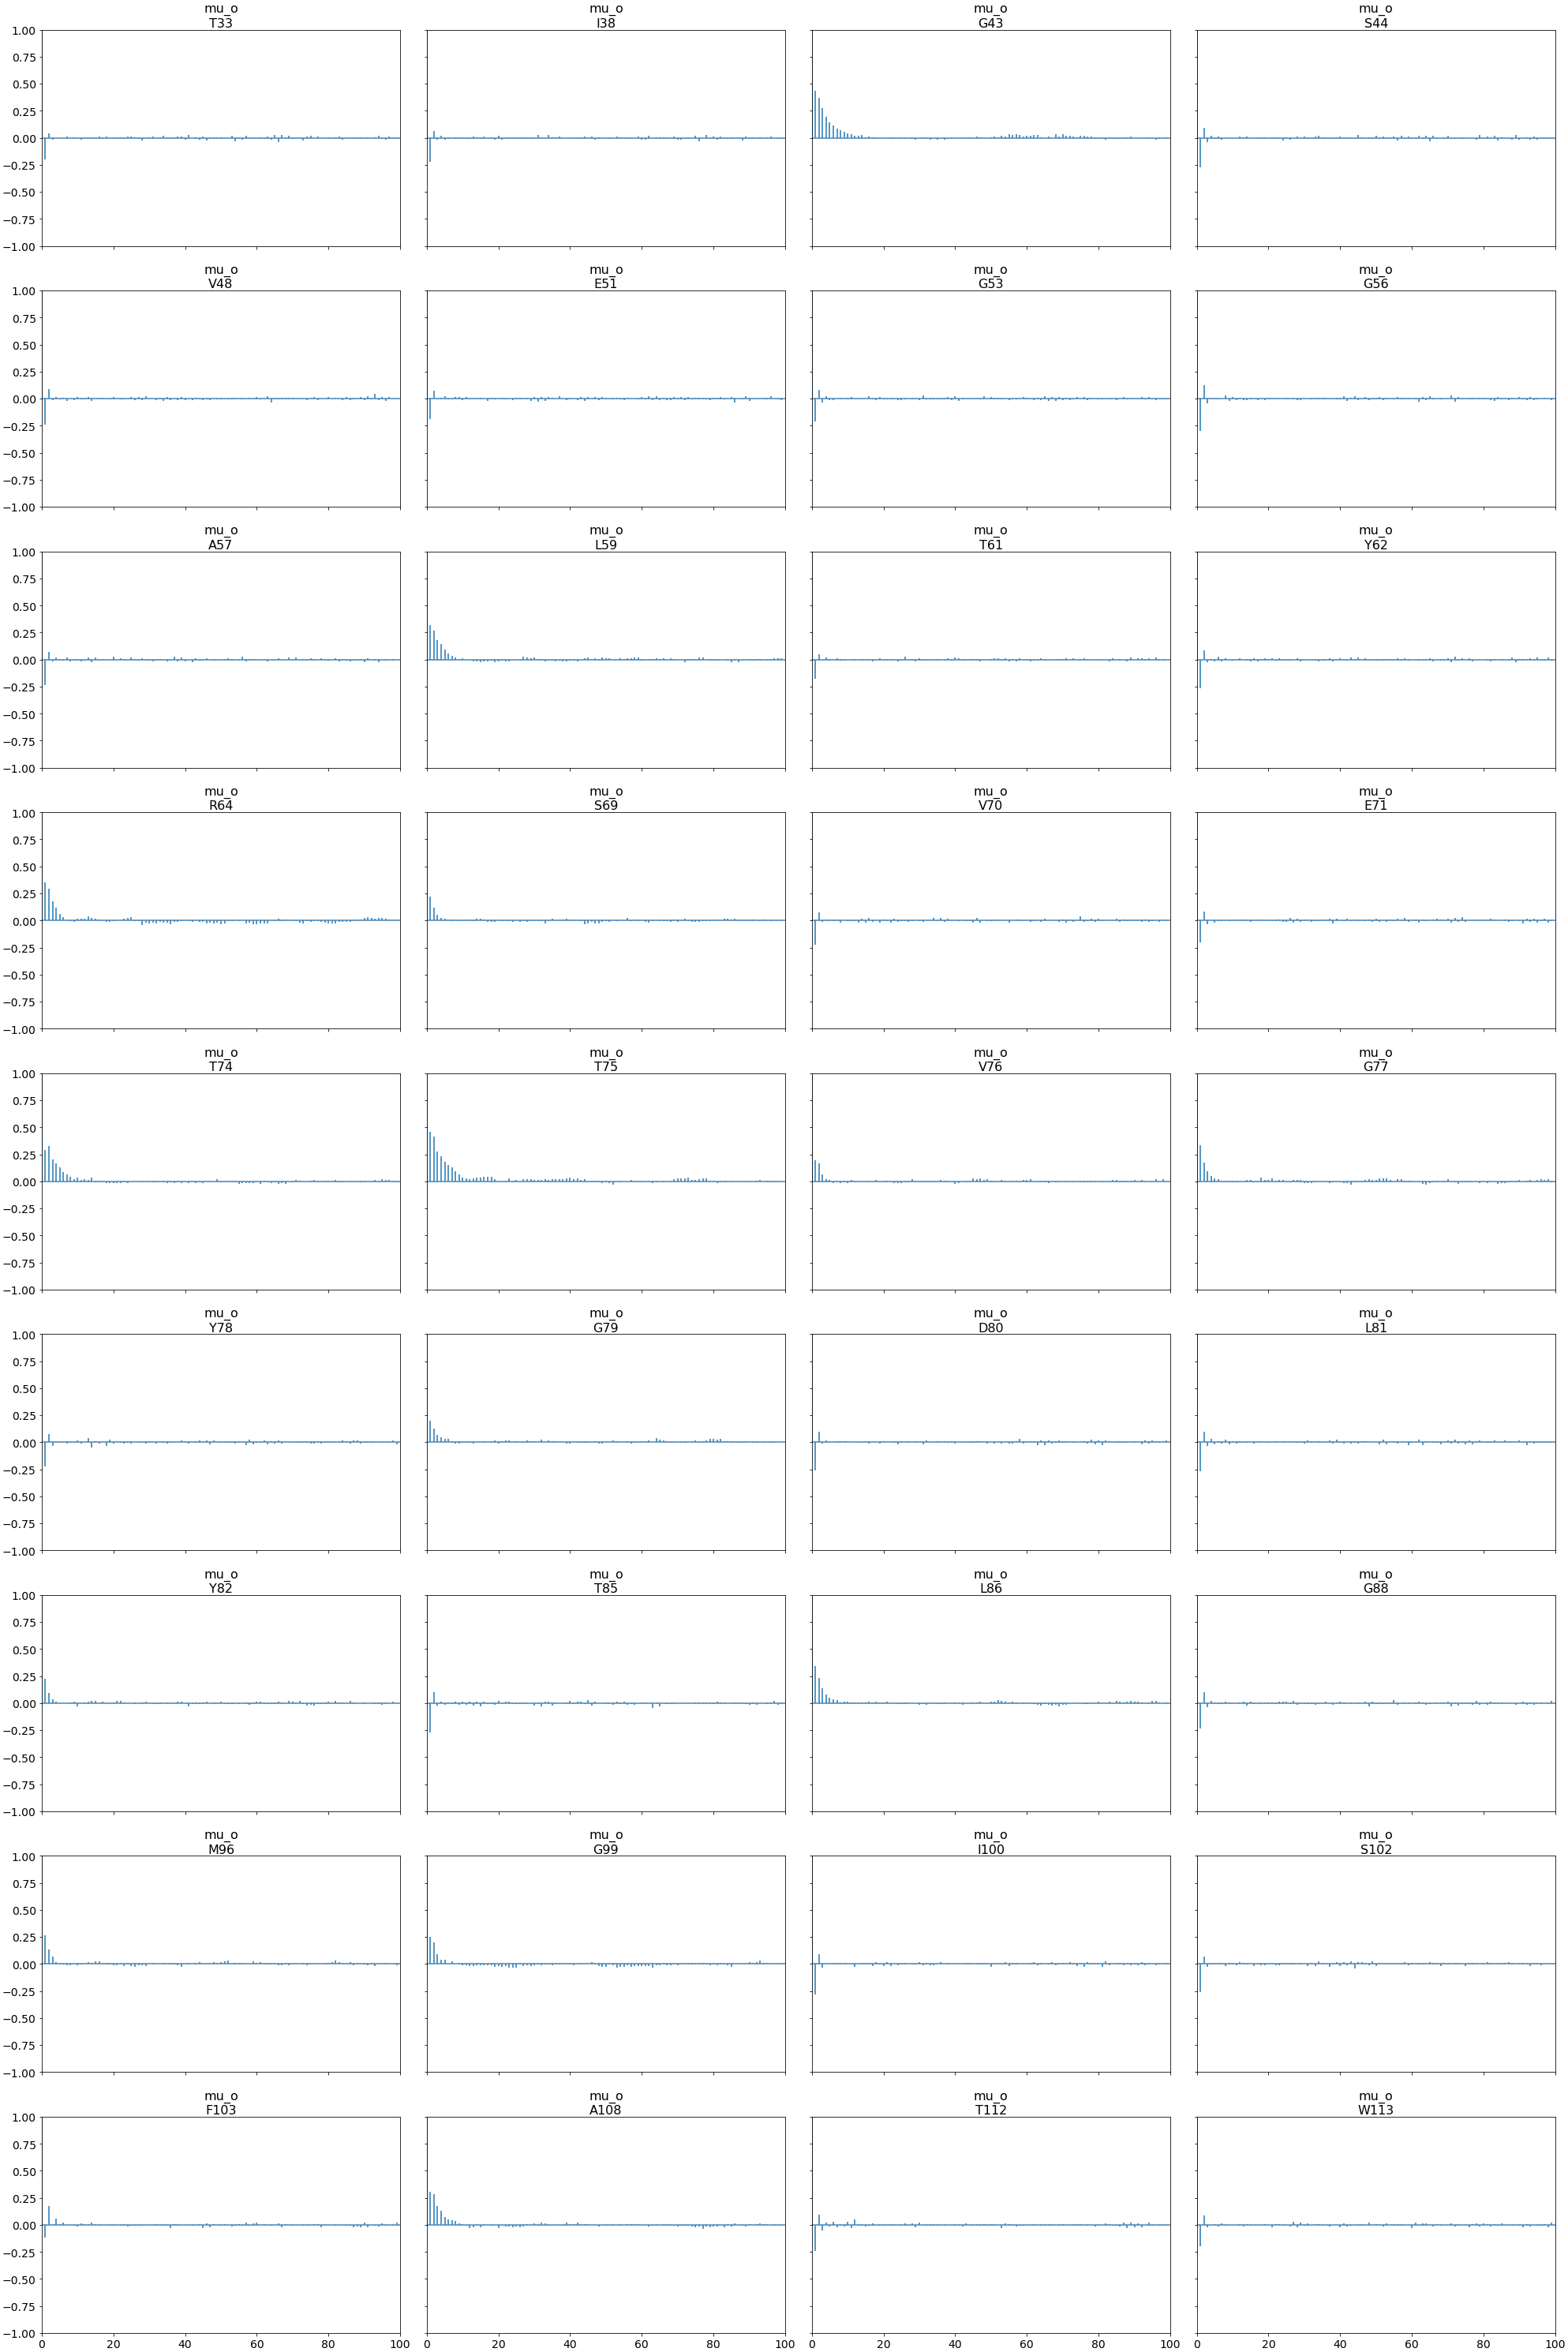 mu_o
T33
mu_o
I38
mu_o
G43
mu_o
S44
1.00
0.75
0.50
0.25
0.00
−0.25
−0.50
−0.75
−1.00
mu_o
V48
mu_o
E51
mu_o
G53
mu_o
G56
1.00
0.75
0.50
0.25
0.00
−0.25
−0.50
−0.75
−1.00
mu_o
A57
mu_o
L59
mu_o
T61
mu_o
Y62
1.00
0.75
0.50
0.25
0.00
−0.25
−0.50
−0.75
−1.00
mu_o
R64
mu_o
S69
mu_o
V70
mu_o
E71
1.00
0.75
0.50
0.25
0.00
−0.25
−0.50
−0.75
−1.00
mu_o
T74
mu_o
T75
mu_o
V76
mu_o
G77
1.00
0.75
0.50
0.25
0.00
−0.25
−0.50
−0.75
−1.00
mu_o
Y78
mu_o
G79
mu_o
D80
mu_o
L81
1.00
0.75
0.50
0.25
0.00
−0.25
−0.50
−0.75
−1.00
mu_o
Y82
mu_o
T85
mu_o
L86
mu_o
G88
1.00
0.75
0.50
0.25
0.00
−0.25
−0.50
−0.75
−1.00
mu_o
M96
mu_o
G99
mu_o
I100
mu_o
S102
1.00
0.75
0.50
0.25
0.00
−0.25
−0.50
−0.75
−1.00
mu_o
F103
mu_o
A108
mu_o
T112
mu_o
W113
1.00
0.75
0.50
0.25
0.00
−0.25
−0.50
−0.75
−1.00
0 20 40 60 80 100
0 20 40 60 80 100
0 20 40 60 80 100
0 20 40 60 80 100